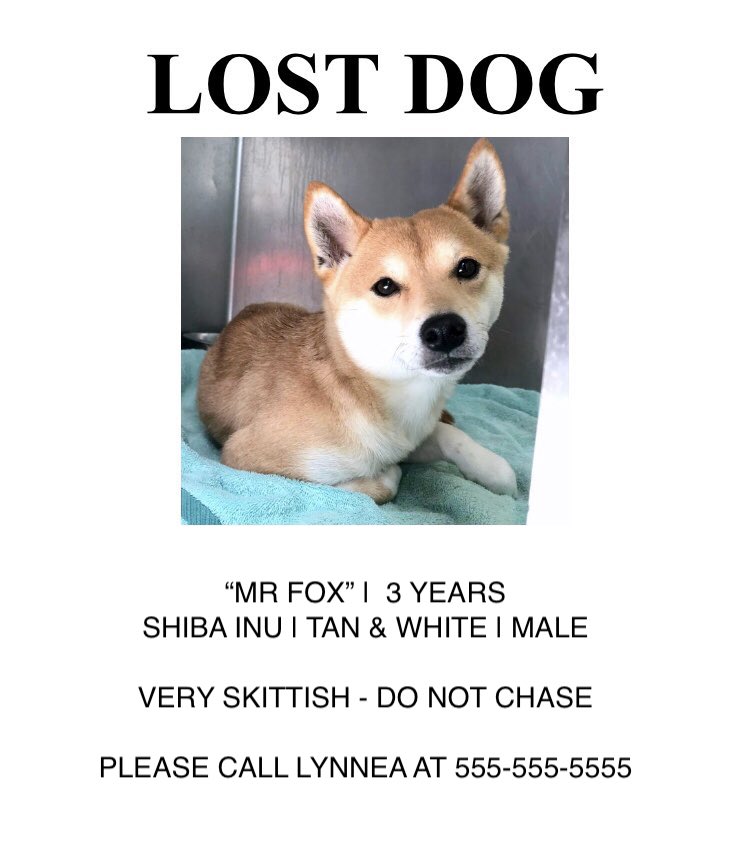 LOST DOG
“MR FOX” | 3 YEARS
SHIBA INU | TAN & WHITE | MALE
VERY SKITTISH - DO NOT CHASE
PLEASE CALL LYNNEA AT 555-555-5555